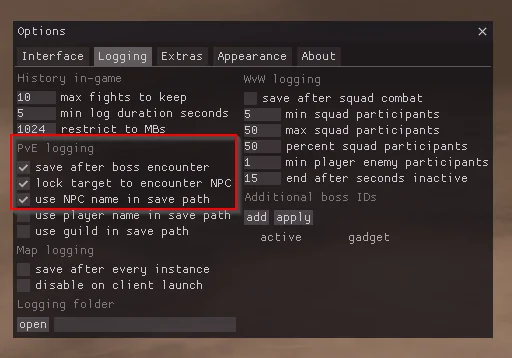 Options
Interface Logging Extras Appearance About
History in-game
10 max fights to keep
5 min log duration seconds
1024 restrict to MBs
PvE logging
save after boss encounter
lock target to encounter NPC
use NPC name in save path
use player name in save path
use guild in save path
Map logging
save after every instance
disable on client launch
Logging folder
open
WvW logging
save after squad combat
5 min squad participants
50 max squad participants
50 percent squad participants
1 min player enemy participants
15 end after seconds inactive
Additional boss IDs
add apply
active gadget